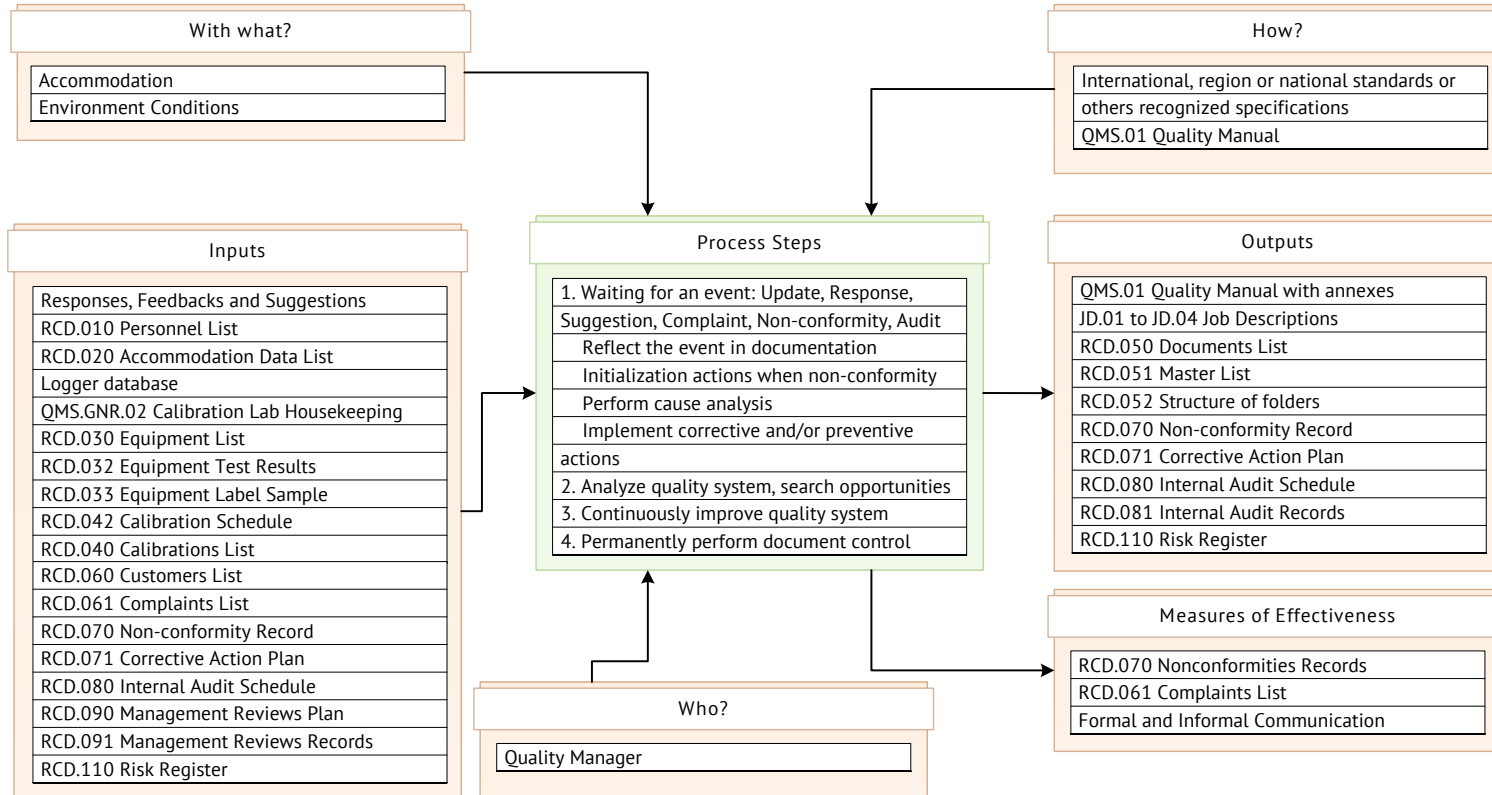 With what?
Accommodation
Environment Conditions
How?
International, region or national standards or
others recognized specifications
QMS.01 Quality Manual
Inputs
Responses, Feedbacks and Suggestions
RCD.010 Personnel List
RCD.020 Accommodation Data List
Logger database
QMS.GNR.02 Calibration Lab Housekeeping
RCD.030 Equipment List
RCD.032 Equipment Test Results
RCD.033 Equipment Label Sample
RCD.042 Calibration Schedule
RCD.040 Calibrations List
RCD.060 Customers List
RCD.061 Complaints List
RCD.070 Non-conformity Record
RCD.071 Corrective Action Plan
RCD.080 Internal Audit Schedule
RCD.090 Management Reviews Plan
RCD.091 Management Reviews Records
RCD.110 Risk Register
Process Steps
1. Waiting for an event: Update, Response,
Suggestion, Complaint, Non-conformity, Audit
Reflect the event in documentation
Initialization actions when non-conformity
Perform cause analysis
Implement corrective and/or preventive
actions
2. Analyze quality system, search opportunities
3. Continuously improve quality system
4. Permanently perform document control
Who?
Quality Manager
Outputs
QMS.01 Quality Manual with annexes
JD.01 to JD.04 Job Descriptions
RCD.050 Documents List
RCD.051 Master List
RCD.052 Structure of folders
RCD.070 Non-conformity Record
RCD.071 Corrective Action Plan
RCD.080 Internal Audit Schedule
RCD.081 Internal Audit Records
RCD.110 Risk Register
Measures of Effectiveness
RCD.070 Nonconformities Records
RCD.061 Complaints List
Formal and Informal Communication